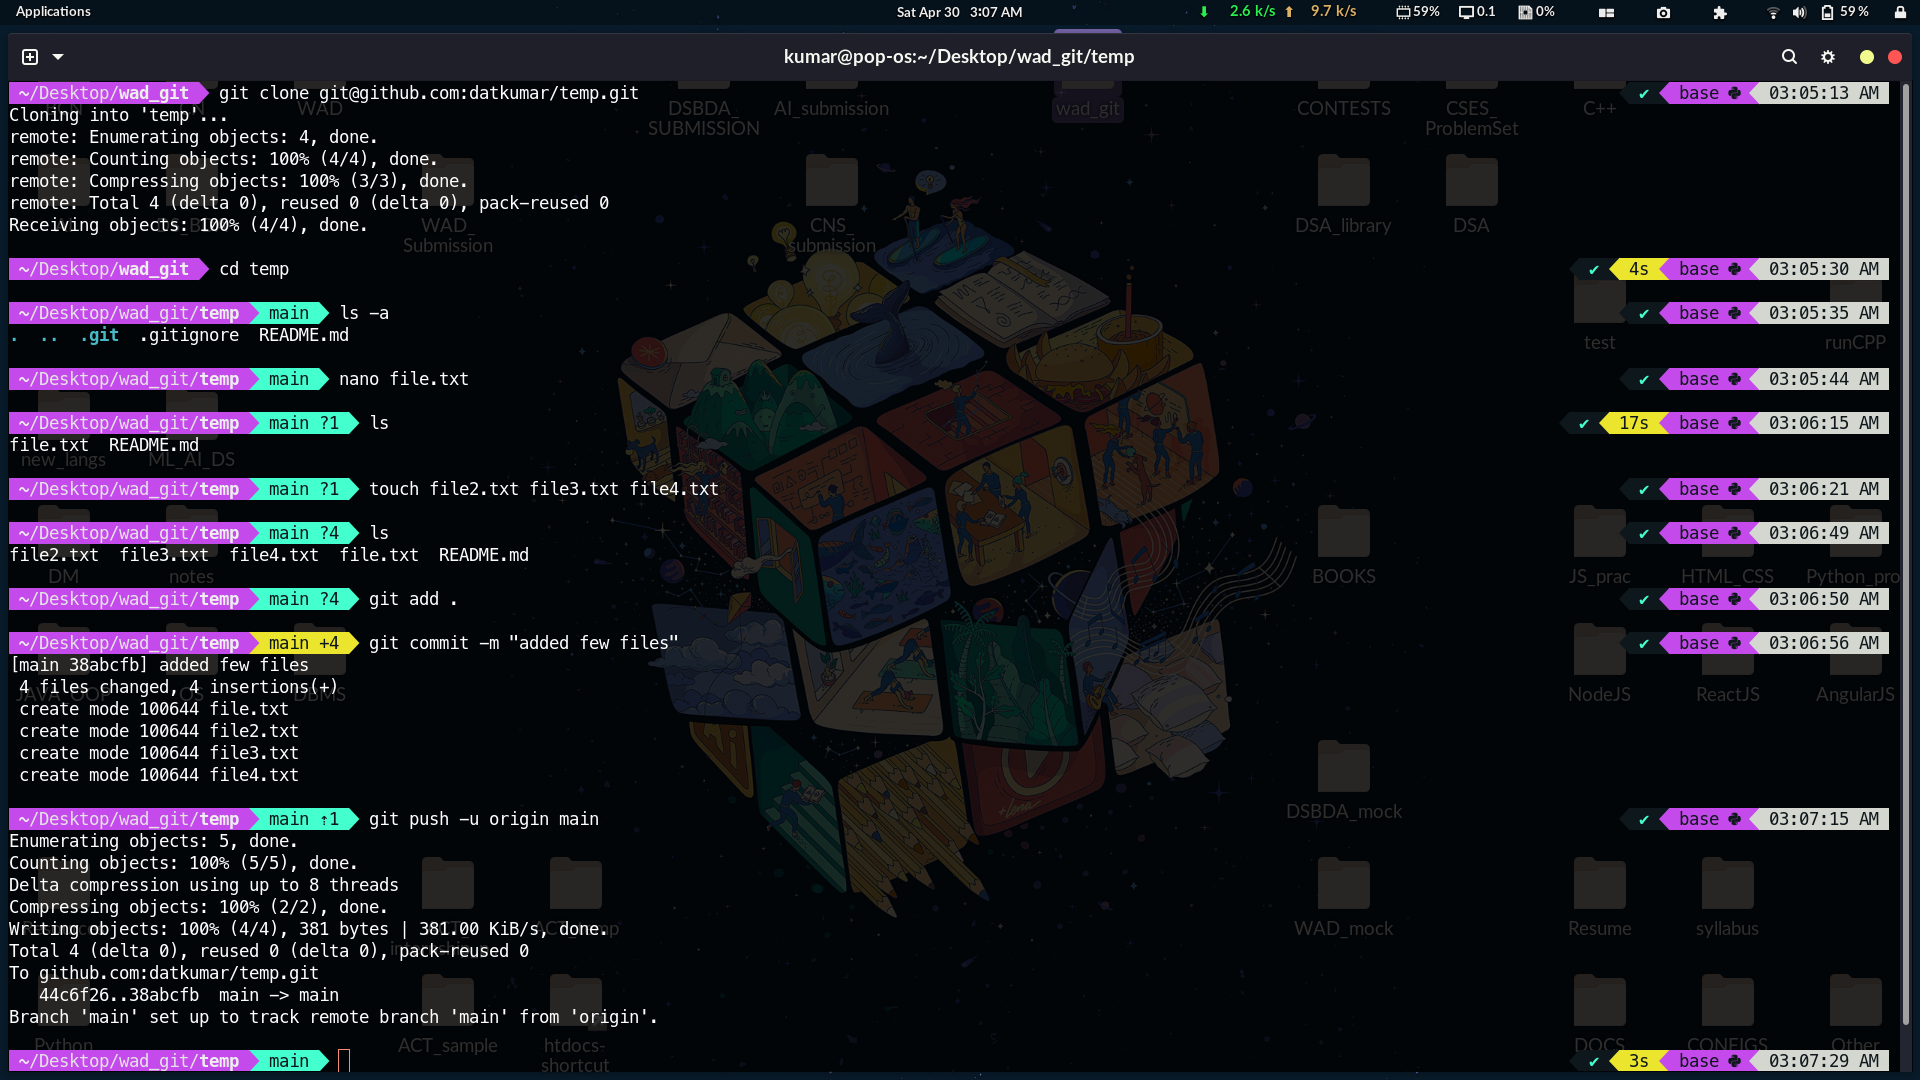 Applications
Sat Apr 30 3:07 AM
2.6 k/s 9.7 k/s 59% 0.1 0% 59 %
kumar@pop-os:~/Desktop/wad_git/temp
~/Desktop/wad_git git clone git@github.com:datkumar/temp.git ✔ base 03:05:13 AM
Cloning into 'temp'...
remote: Enumerating objects: 4, done.
remote: Counting objects: 100% (4/4), done.
remote: Compressing objects: 100% (3/3), done.
remote: Total 4 (delta 0), reused 0 (delta 0), pack-reused 0
Receiving objects: 100% (4/4), done.
~/Desktop/wad_git cd temp ✔ 4s base 03:05:30 AM
~/Desktop/wad_git/temp main ls -a ✔ base 03:05:35 AM
. .. .git .gitignore README.md
~/Desktop/wad_git/temp main nano file.txt ✔ base 03:05:44 AM
~/Desktop/wad_git/temp main ?1 ls ✔ 17s base 03:06:15 AM
file.txt README.md
~/Desktop/wad_git/temp main ?1 touch file2.txt file3.txt file4.txt ✔ base 03:06:21 AM
~/Desktop/wad_git/temp main ?4 ls ✔ base 03:06:49 AM
file2.txt file3.txt file4.txt file.txt README.md
~/Desktop/wad_git/temp main ?4 git add . ✔ base 03:06:50 AM
~/Desktop/wad_git/temp main +4 git commit -m "added few files" ✔ base 03:06:56 AM
[main 38abcfb] added few files
4 files changed, 4 insertions(+)
create mode 100644 file.txt
create mode 100644 file2.txt
create mode 100644 file3.txt
create mode 100644 file4.txt
~/Desktop/wad_git/temp main ⇡1 git push -u origin main ✔ base 03:07:15 AM
Enumerating objects: 5, done.
Counting objects: 100% (5/5), done.
Delta compression using up to 8 threads
Compressing objects: 100% (2/2), done.
Writing objects: 100% (4/4), 381 bytes | 381.00 KiB/s, done.
Total 4 (delta 0), reused 0 (delta 0), pack-reused 0
To github.com:datkumar/temp.git
44c6f26..38abcfb main -> main
Branch 'main' set up to track remote branch 'main' from 'origin'.
~/Desktop/wad_git/temp main ✔ 3s base 03:07:29 AM
WAD
DSBDA_
SUBMISSION
AI_submission
wad_git
CONTESTS
CSES_
ProblemSet
C++
WAD_
Submission
CNS_
submission
DSA_library
DSA
test
runCPP
new_langs
ML_AI_DS
DM
notes
BOOKS
JS_prac
HTML_CSS
Python_pro
JAVA_OOP
OS
DBMS
NodeJS
ReactJS
AngularJS
DSBDA_mock
WAD_mock
Resume
syllabus
Python
ACT_sample
htdocs-
shortcut
DOCS
CONFIGS
Other